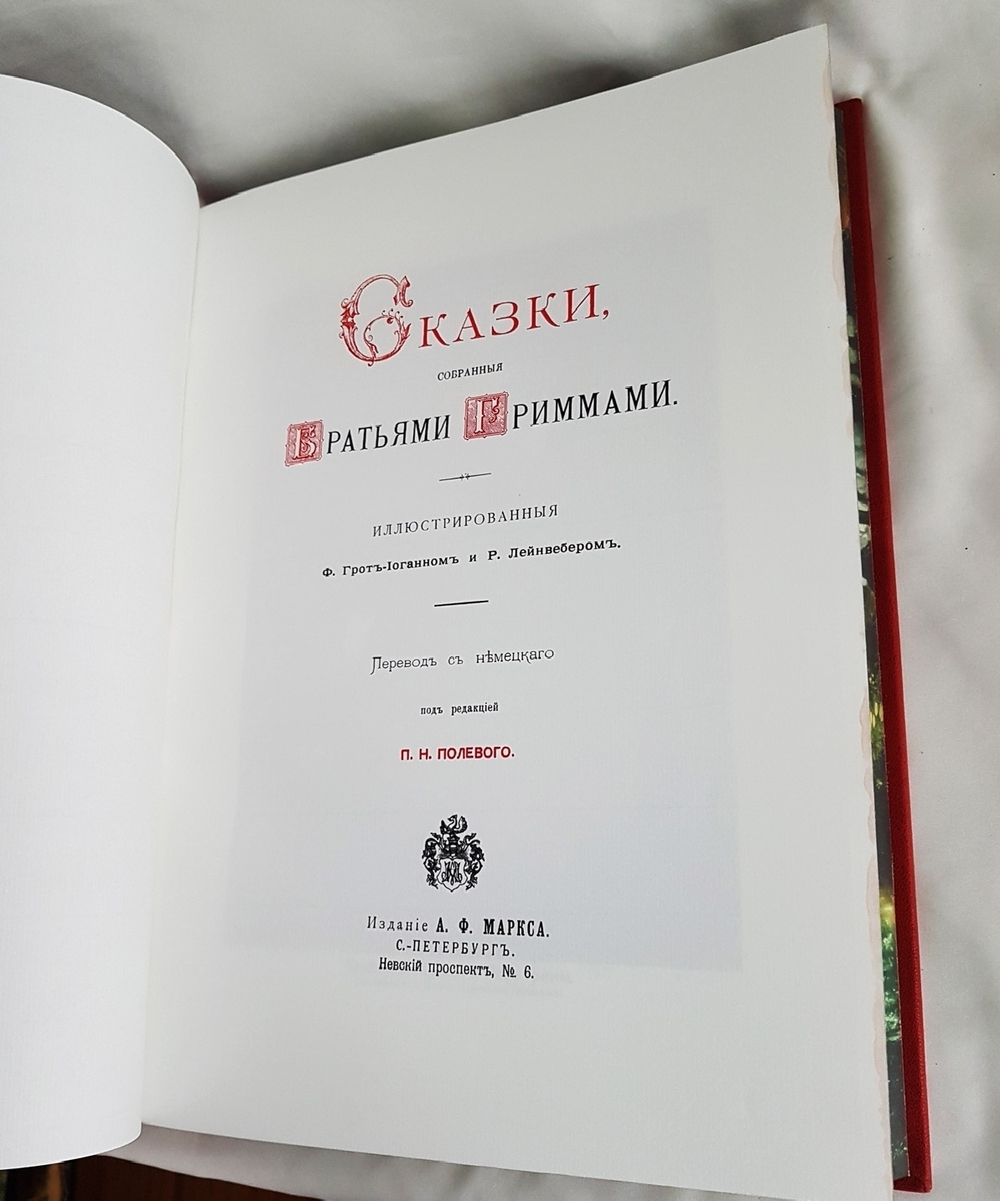 Сказки,
собранныя
Братьями Гриммами.
иллюстрированныя
Ф. Гротъ-Іоганномъ и Р. Лейнвеберомъ.
Переводъ съ нѣмецкаго
подъ редакціей
П. Н. ПОЛЕВОГО.
Изданіе А. Ф. МАРКСА.
С.-ПЕТЕРБУРГЪ.
Невскій проспектъ, № 6.